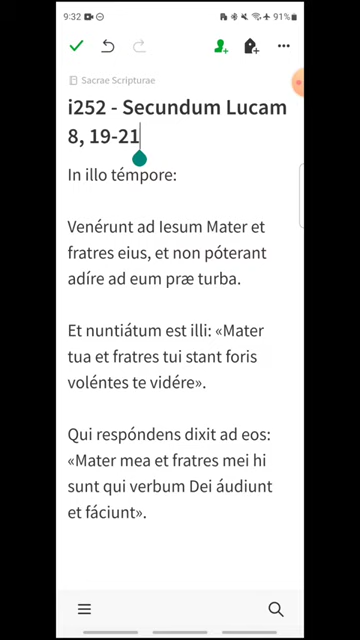 9:32
91%
Sacrae Scripturae
i252 - Secundum Lucam
8, 19-21
In illo témpore:
Venérunt ad Iesum Mater et
fratres eius, et non póterant
adíre ad eum præ turba.
Et nuntiátum est illi: «Mater
tua et fratres tui stant foris
voléntes te vidére».
Qui respóndens dixit ad eos:
«Mater mea et fratres mei hi
sunt qui verbum Dei áudiunt
et fáciunt».